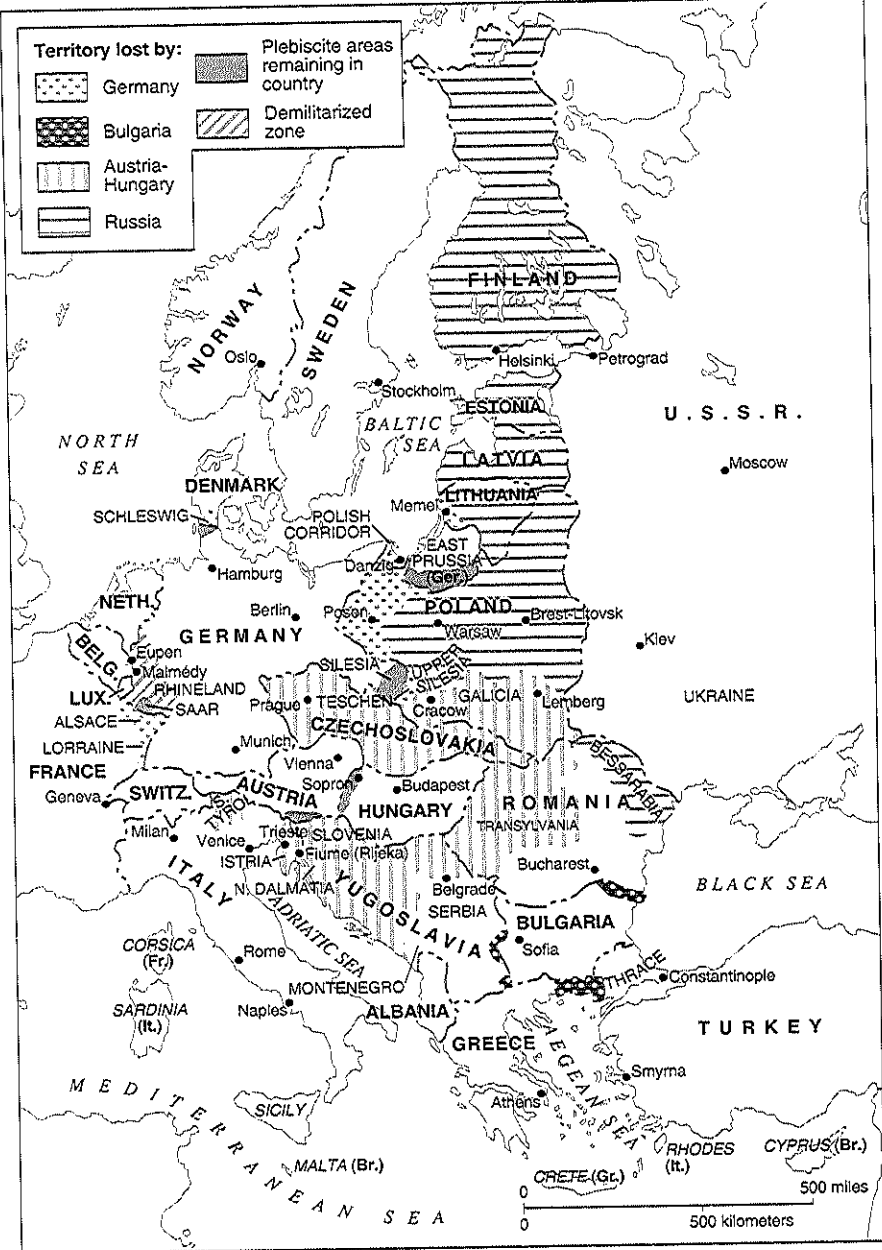 Territory lost by:
Germany
Bulgaria
Austria-
Hungary
Russia
Plebiscite areas
remaining in
country
Demilitarized
zone
FINLAND
NORWAY
SWEDEN
Oslo
Helsinki
Petrograd
Stockholm
ESTONIA
U.S.S.R.
BALTIC
SEA
NORTH
SEA
LATVIA
Moscow
DENMARK
LITHUANIA
SCHLESWIG
Memel
POLISH
CORRIDOR
EAST
PRUSSIA
(Ger.)
Danzig
Hamburg
NETH.
Berlin
Posen
POLAND
Brest-Litovsk
GERMANY
Warsaw
Kiev
BELG.
Eupen
Malmédy
SILESIA
UPPER
SILESIA
LUX.
RHINELAND
SAAR
Prague
TESCHEN
Cracow
GALICIA
Lemberg
UKRAINE
ALSACE
LORRAINE
CZECHOSLOVAKIA
Munich
Vienna
BESSARABIA
FRANCE
Sopron
Budapest
Geneva
SWITZ.
AUSTRIA
HUNGARY
ROMANIA
S.
TYROL
TRANSYLVANIA
Milan
Venice
Trieste
SLOVENIA
Fiume (Rijeka)
ISTRIA
Bucharest
ITALY
N. DALMATIA
YUGOSLAVIA
Belgrade
SERBIA
BLACK SEA
ADRIATIC SEA
BULGARIA
Sofia
CORSICA
(Fr.)
Rome
THRACE
Constantinople
MONTENEGRO
SARDINIA
(It.)
Naples
ALBANIA
TURKEY
GREECE
AEGEAN SEA
Smyrna
Athens
MEDITERRANEAN SEA
SICILY
RHODES
(It.)
CYPRUS (Br.)
MALTA (Br.)
CRETE (Gr.)
0 500 miles
0 500 kilometers